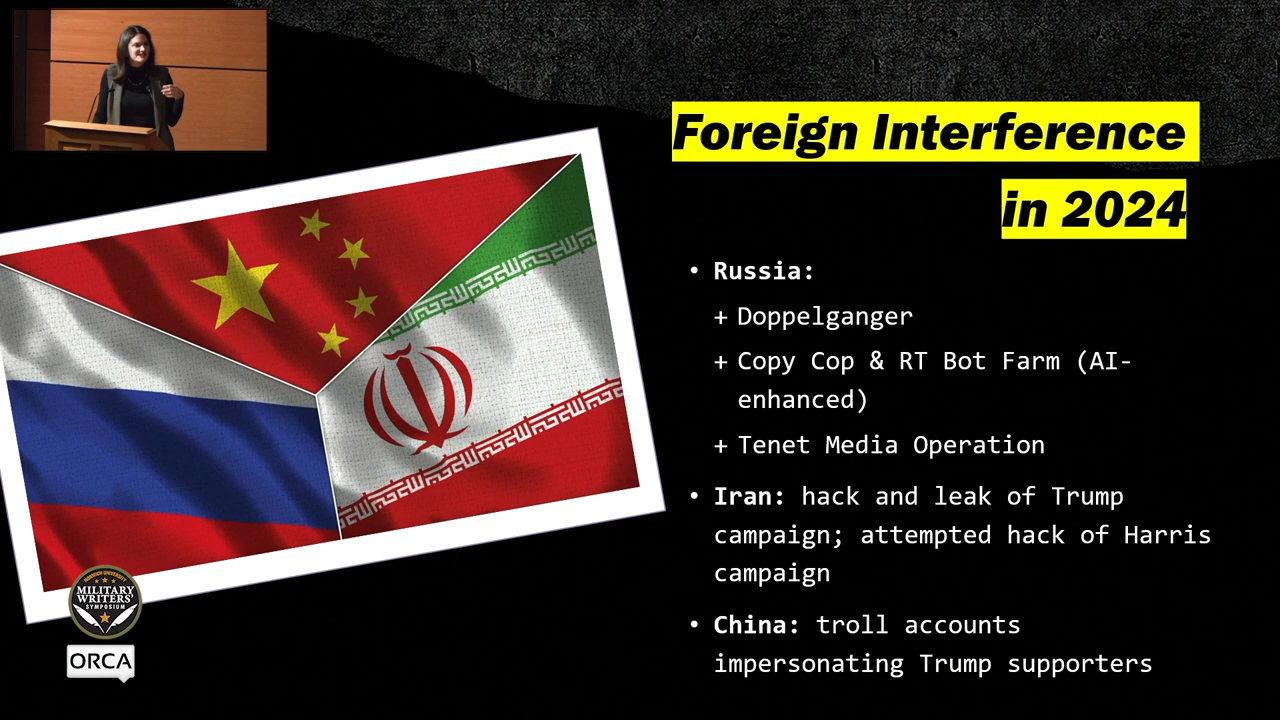 Foreign Interference
in 2024
• Russia:
+ Doppelganger
+ Copy Cop & RT Bot Farm (AI-
enhanced)
+ Tenet Media Operation
• Iran: hack and leak of Trump
campaign; attempted hack of Harris
campaign
• China: troll accounts
impersonating Trump supporters
NORWICH UNIVERSITY
MILITARY
WRITERS'
SYMPOSIUM
ORCA